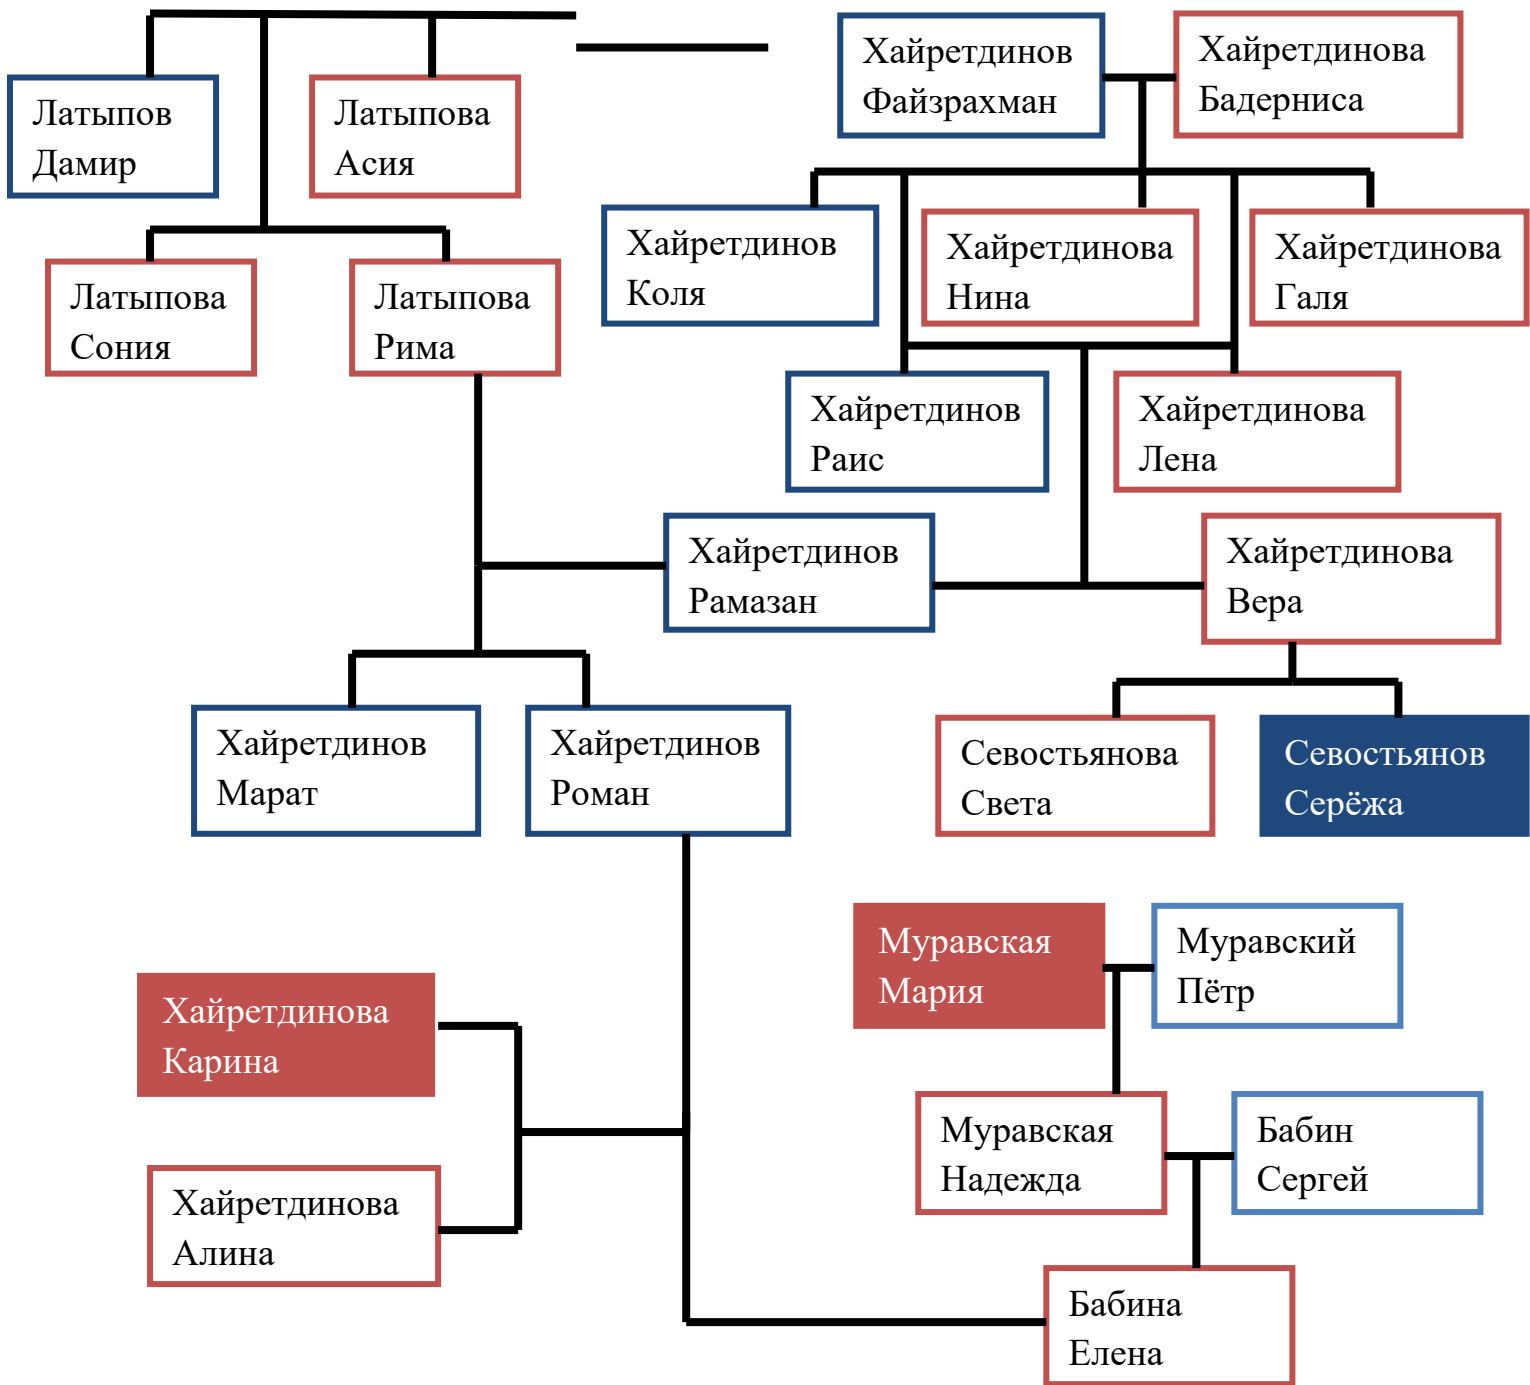 Хайретдинов
Файзрахман
Хайретдинова
Бадерниса
Латыпов
Дамир
Латыпова
Асия
Хайретдинов
Коля
Хайретдинова
Нина
Хайретдинова
Галя
Латыпова
Сония
Латыпова
Рима
Хайретдинов
Раис
Хайретдинова
Лена
Хайретдинов
Рамазан
Хайретдинова
Вера
Хайретдинов
Марат
Хайретдинов
Роман
Севостьянова
Света
Севостьянов
Серёжа
Муравская
Мария
Муравский
Пётр
Хайретдинова
Карина
Муравская
Надежда
Бабин
Сергей
Хайретдинова
Алина
Бабина
Елена